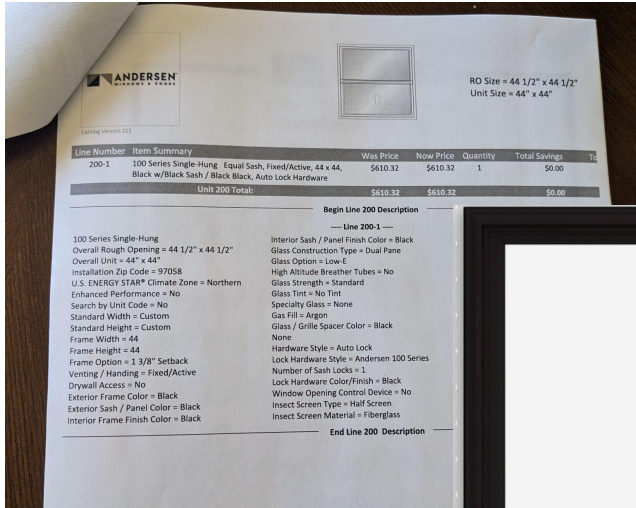 ANDERSEN
WINDOWS & DOORS
RO Size = 44 1/2" x 44 1/2"
Unit Size = 44" x 44"
Catalog Version 211
Line Number Item Summary Was Price Now Price Quantity Total Savings To
200-1 100 Series Single-Hung Equal Sash, Fixed/Active, 44 x 44, $610.32 $610.32 1 $0.00
Black w/Black Sash / Black Black, Auto Lock Hardware
Unit 200 Total: $610.32 $610.32 $0.00
Begin Line 200 Description
---- Line 200-1 ----
100 Series Single-Hung
Overall Rough Opening = 44 1/2" x 44 1/2"
Overall Unit = 44" x 44"
Installation Zip Code = 97058
U.S. ENERGY STAR® Climate Zone = Northern
Enhanced Performance = No
Search by Unit Code = No
Standard Width = Custom
Standard Height = Custom
Frame Width = 44
Frame Height = 44
Frame Option = 1 3/8" Setback
Venting / Handing = Fixed/Active
Drywall Access = No
Exterior Frame Color = Black
Exterior Sash / Panel Color = Black
Interior Frame Finish Color = Black
Interior Sash / Panel Finish Color = Black
Glass Construction Type = Dual Pane
Glass Option = Low-E
High Altitude Breather Tubes = No
Glass Strength = Standard
Glass Tint = No Tint
Specialty Glass = None
Gas Fill = Argon
Glass / Grille Spacer Color = Black
None
Hardware Style = Auto Lock
Lock Hardware Style = Andersen 100 Series
Number of Sash Locks = 1
Lock Hardware Color/Finish = Black
Window Opening Control Device = No
Insect Screen Type = Half Screen
Insect Screen Material = Fiberglass
End Line 200 Description